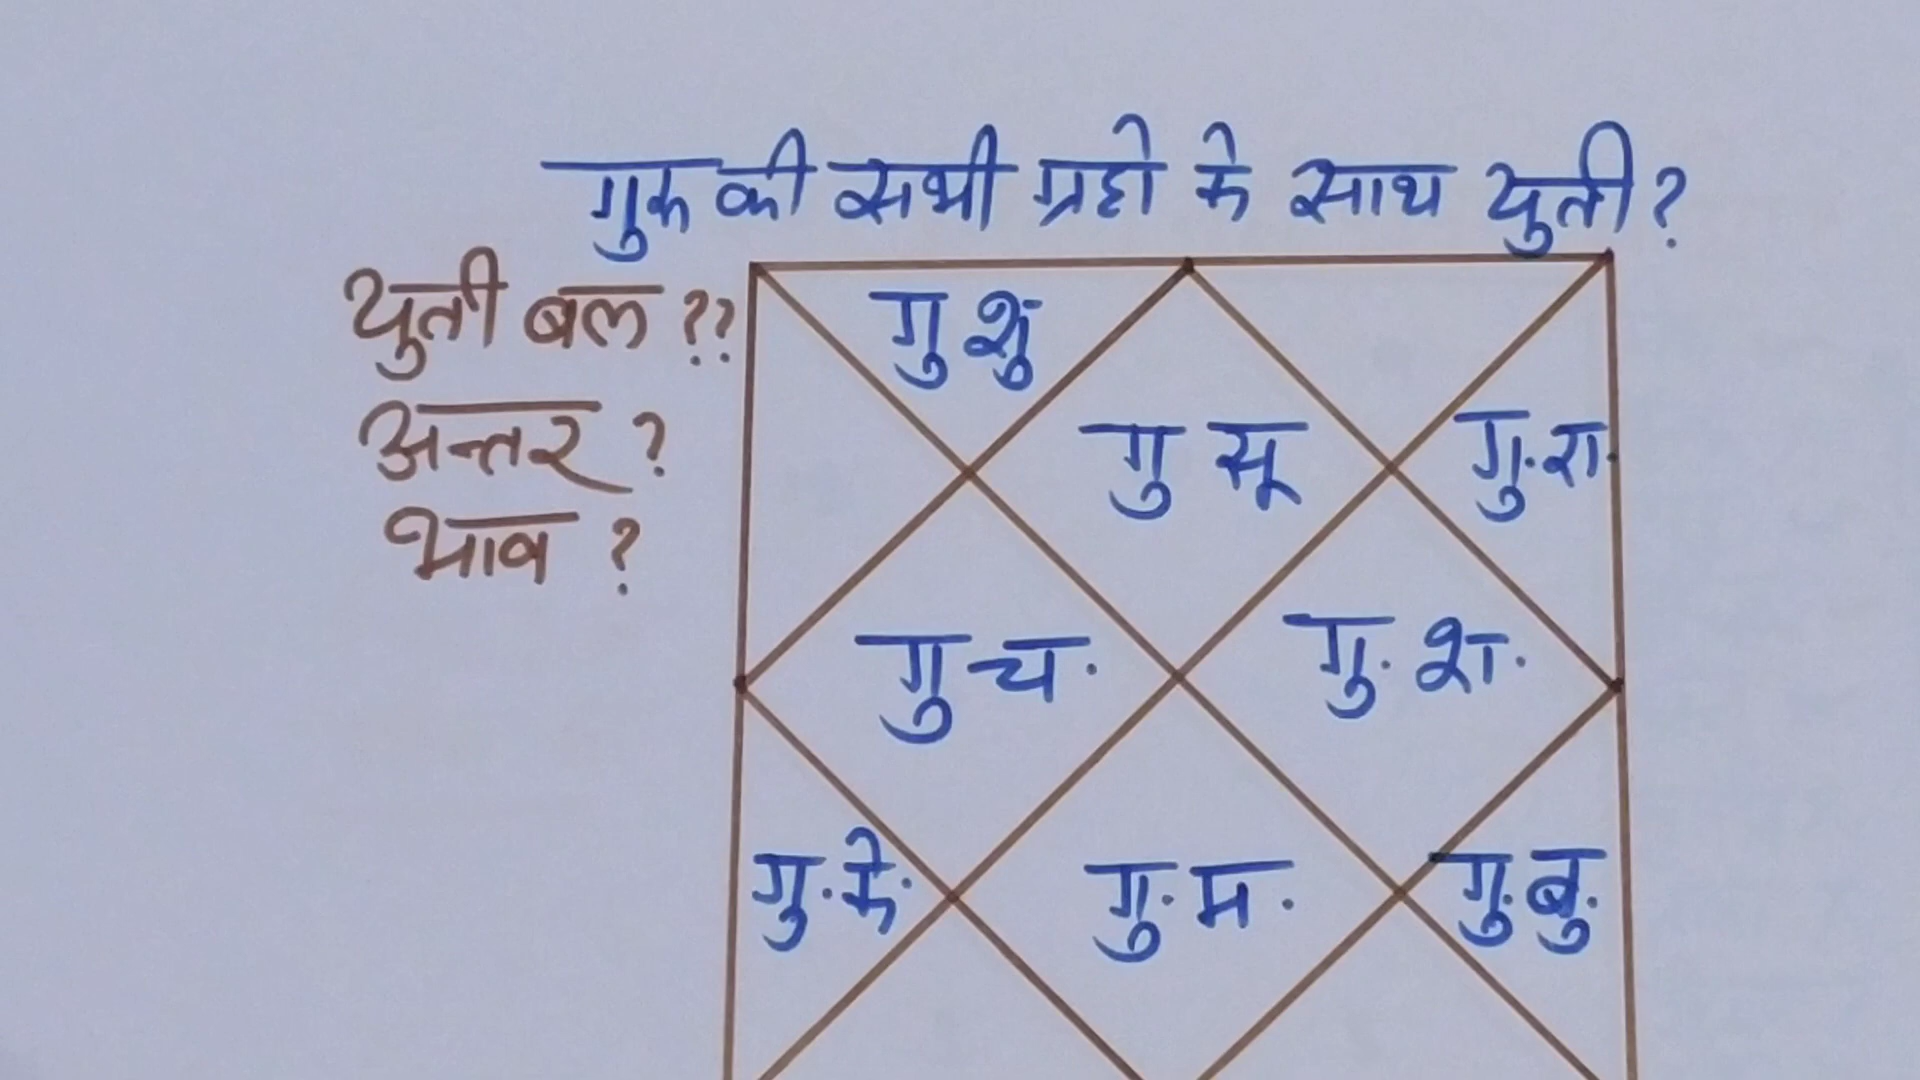 गुरू की सभी ग्रहो के साथ युती?
युती बल ??
अन्तर ?
भाव ?
गु शुं
गु सू
गु. रा.
गु च.
गु. श.
गु. के.
गु. म.
गु. बु.